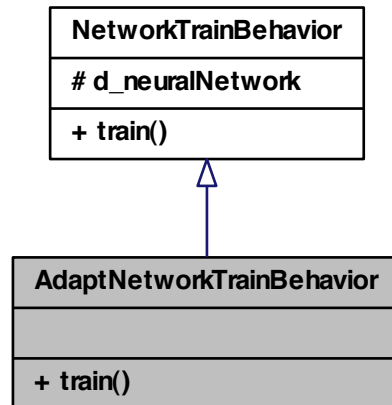 NetworkTrainBehavior
# d_neuralNetwork
+ train()
AdaptNetworkTrainBehavior
+ train()